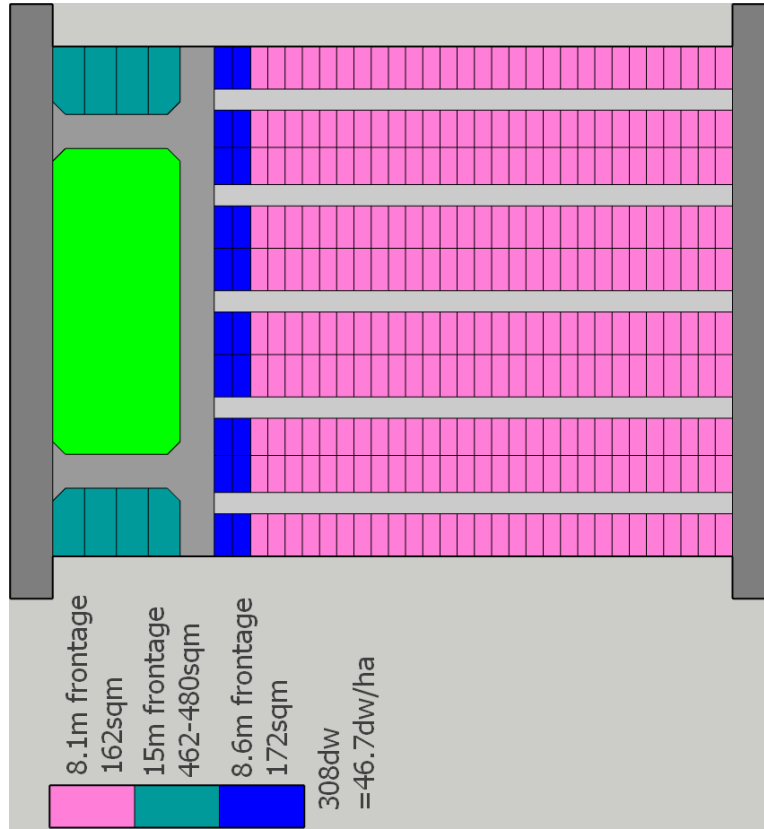 8.1m frontage
162sqm
15m frontage
462-480sqm
8.6m frontage
172sqm
308dw
=46.7dw/ha